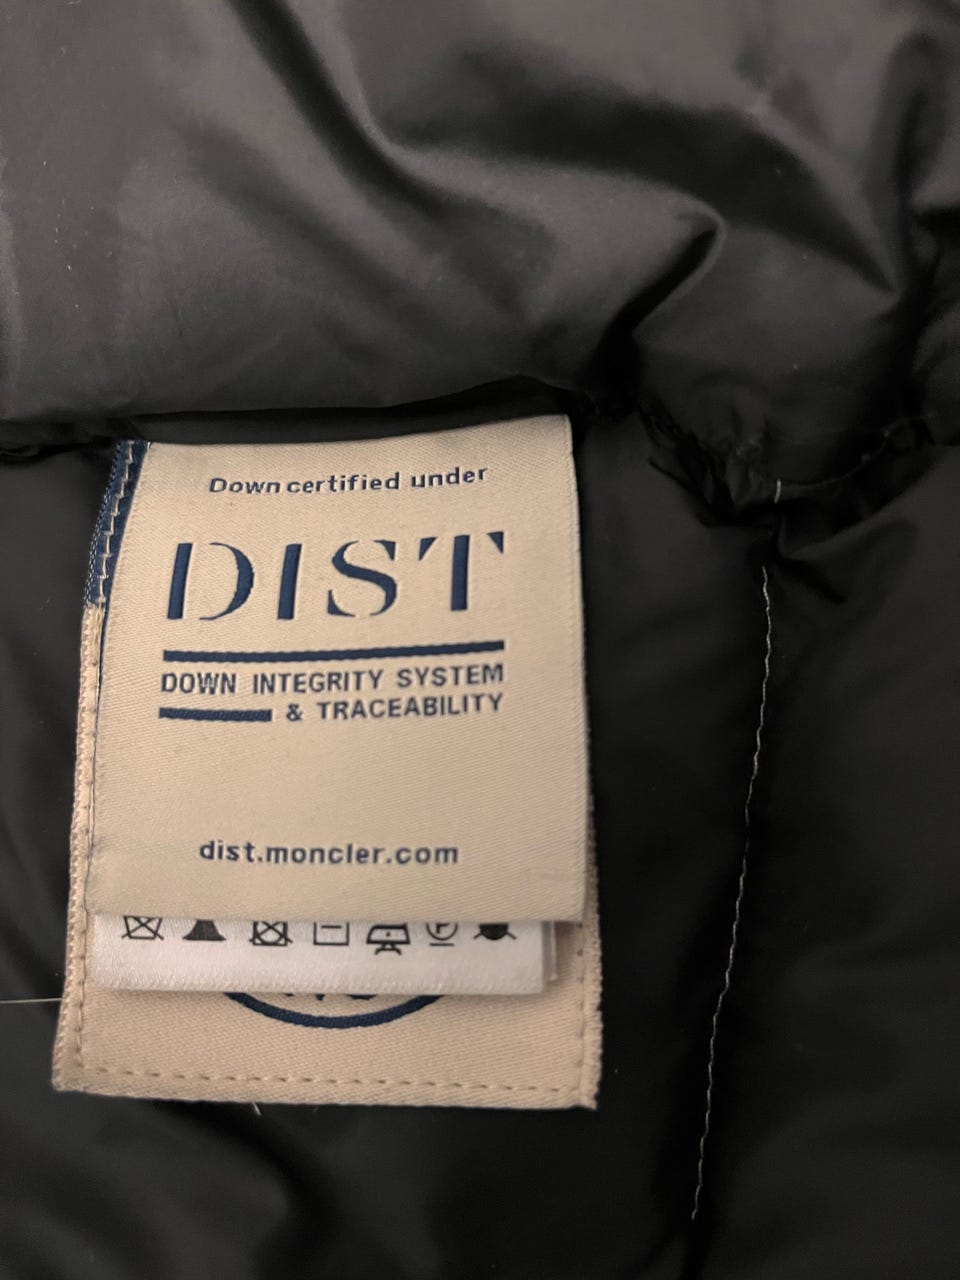 Down certified under
DIST
DOWN INTEGRITY SYSTEM
& TRACEABILITY
dist.moncler.com
P